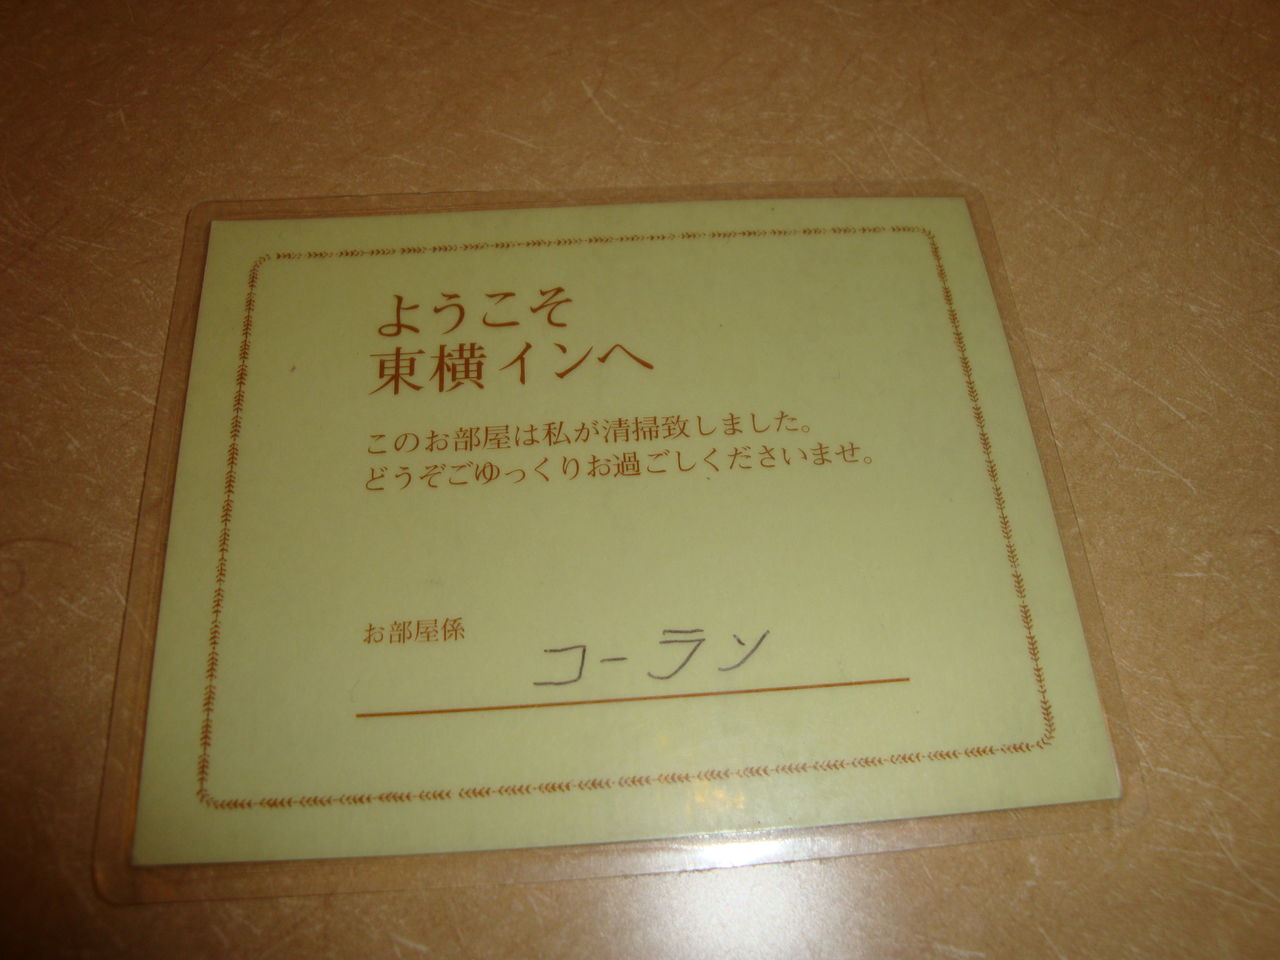 ようこそ
東横インへ
このお部屋は私が清掃致しました。
どうぞごゆっくりお過ごしくださいませ。
お部屋係 コーラン